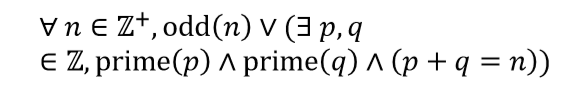 ∀ n ∈ ℤ⁺, odd(n) ∨ (∃ p, q
∈ ℤ, prime(p) ∧ prime(q) ∧ (p + q = n))